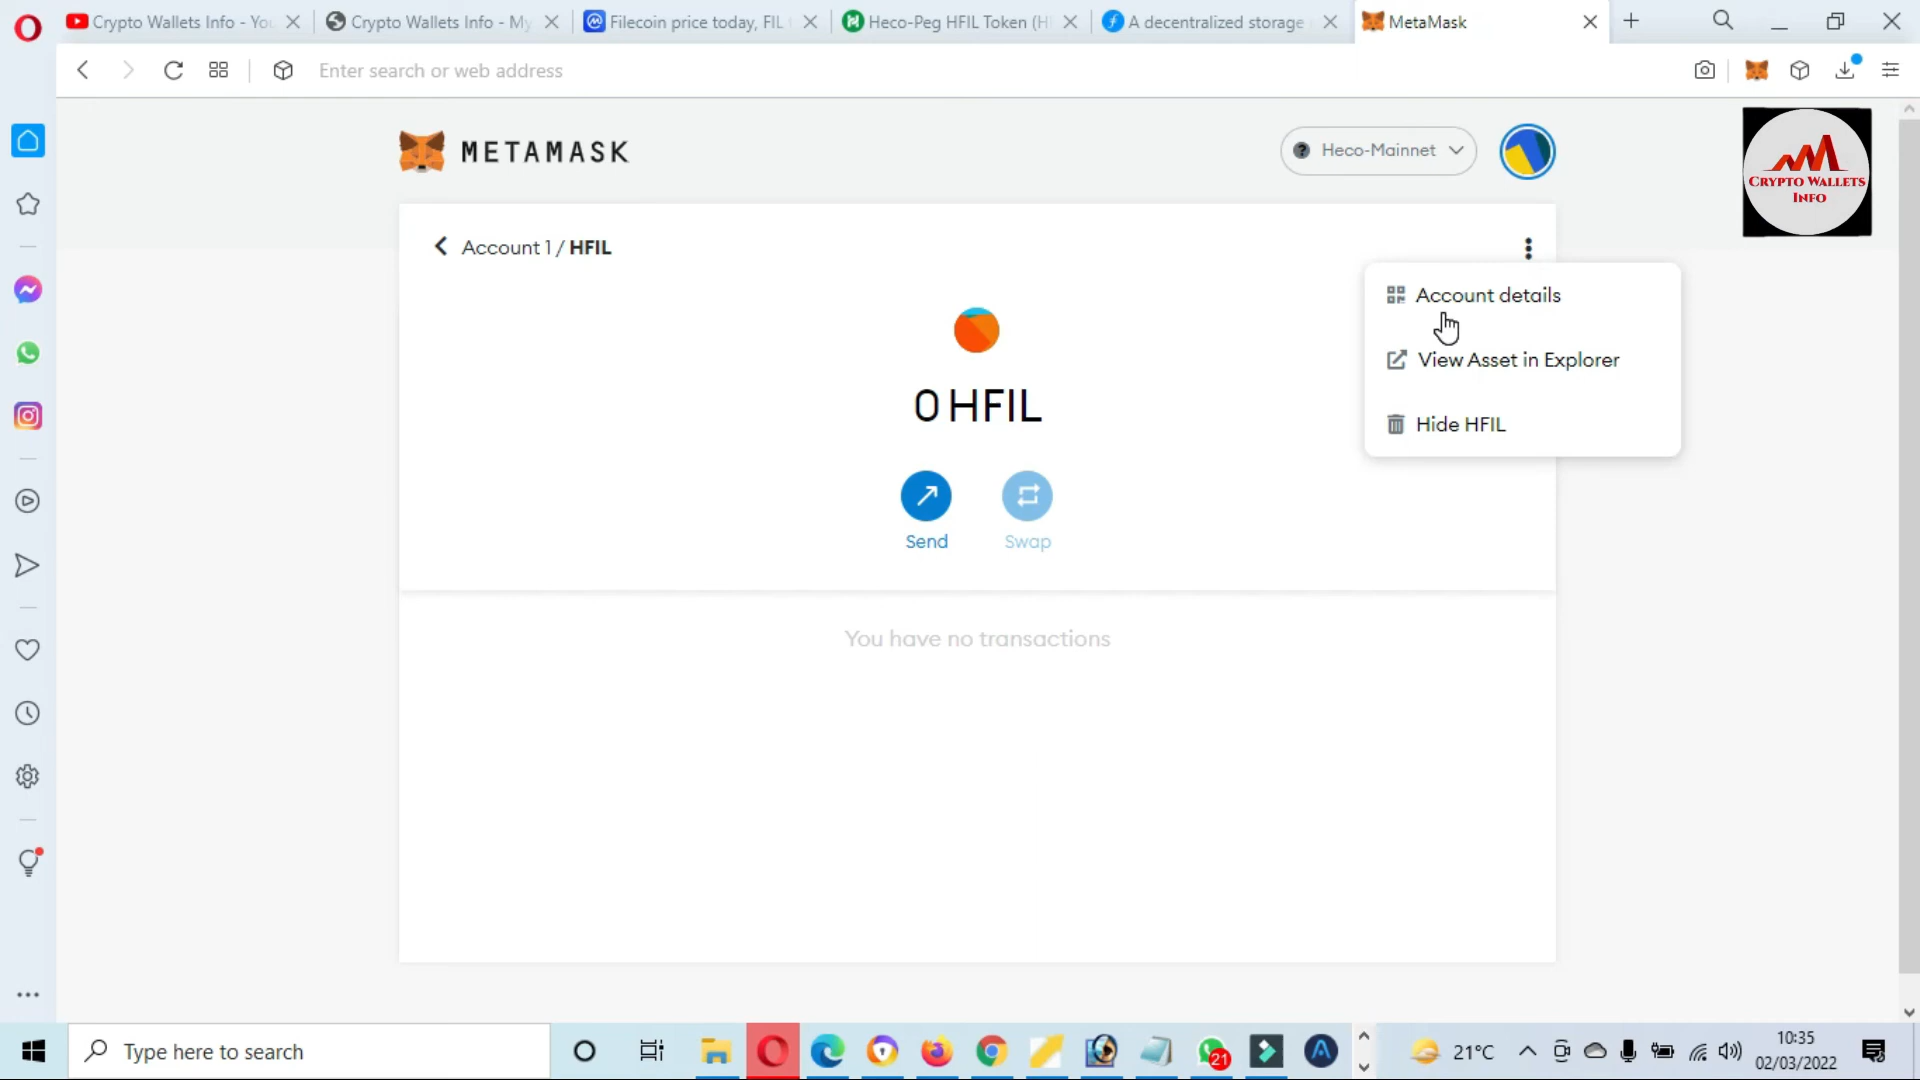 Crypto Wallets Info - You
Crypto Wallets Info - My
Filecoin price today, FIL t
Heco-Peg HFIL Token (H
A decentralized storage
MetaMask
Enter search or web address
METAMASK
Heco-Mainnet
CRYPTO WALLETS
INFO
Account 1 / HFIL
Account details
View Asset in Explorer
Hide HFIL
0 HFIL
Send
Swap
You have no transactions
Type here to search
21
21°C
10:35
02/03/2022